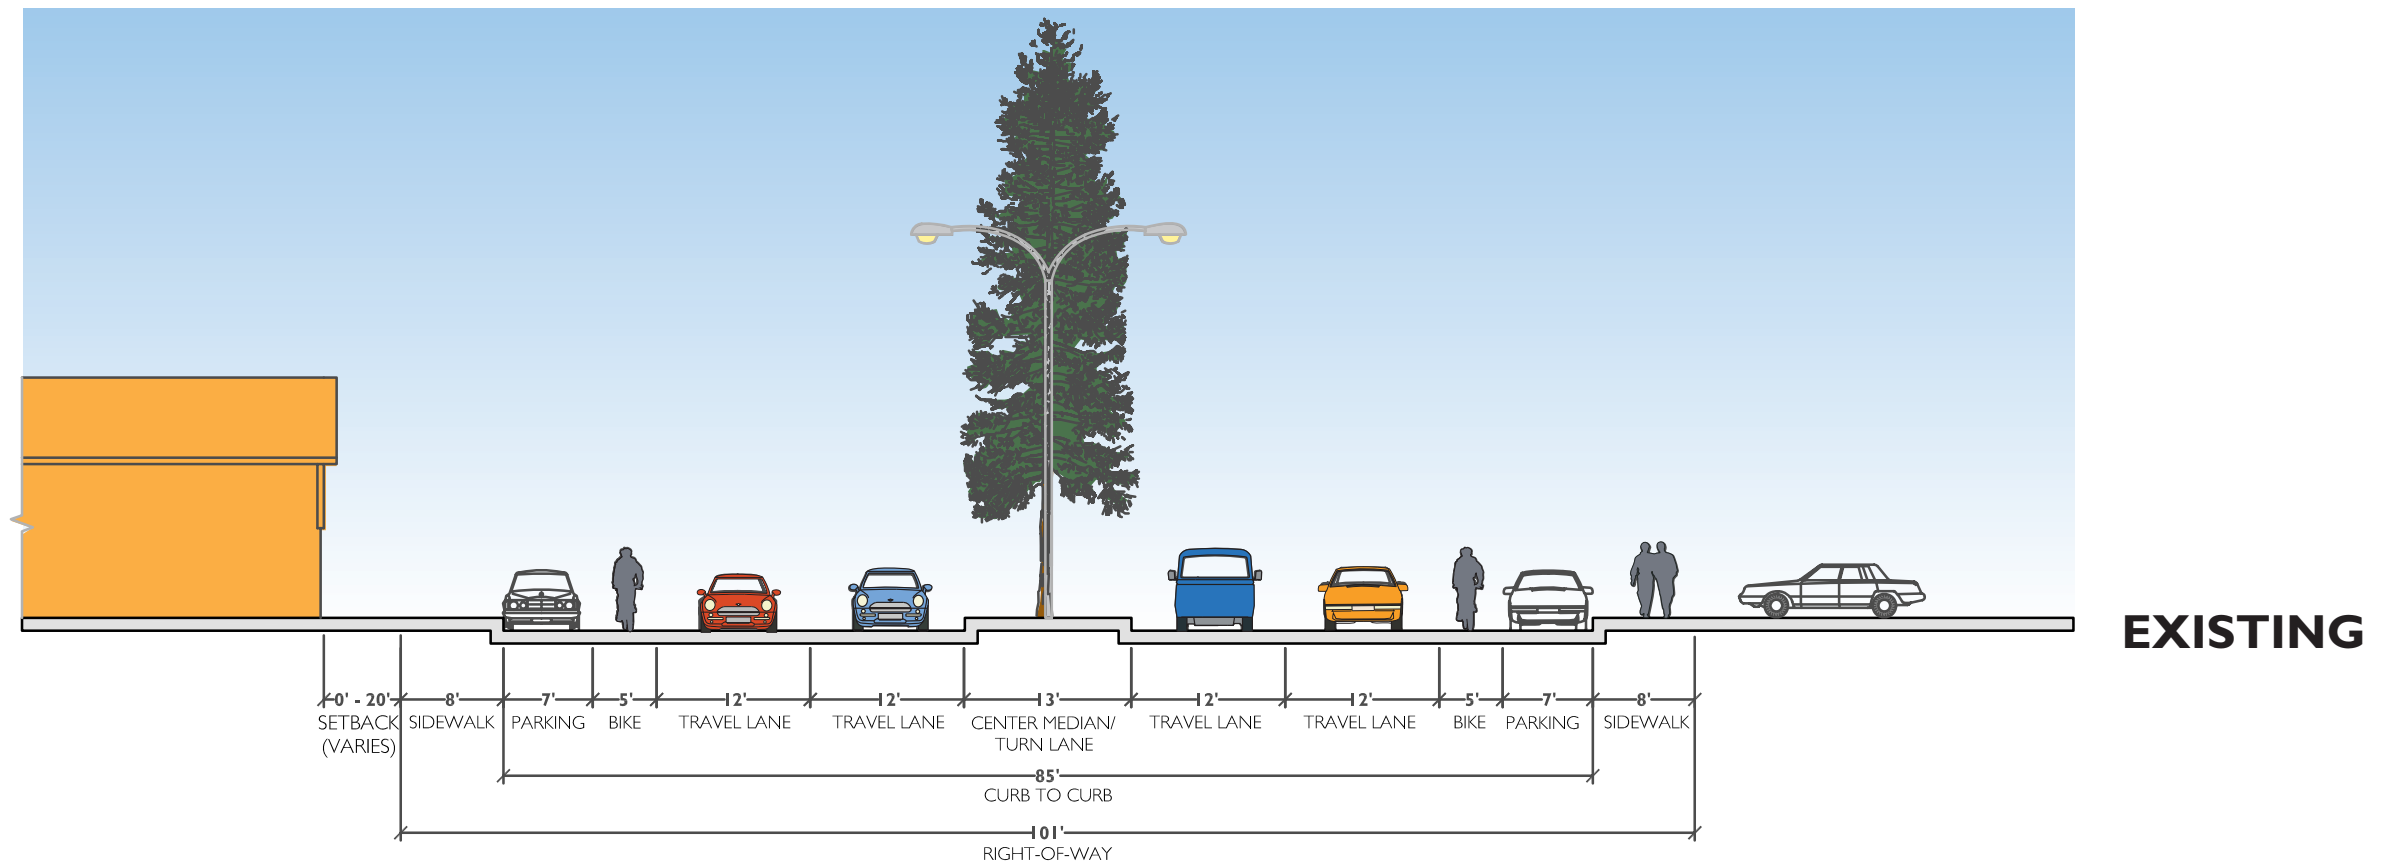 EXISTING
0' - 20' 8' 7' 5' 12' 12' 13' 12' 12' 5' 7' 8'
SETBACK SIDEWALK PARKING BIKE TRAVEL LANE TRAVEL LANE CENTER MEDIAN/ TRAVEL LANE TRAVEL LANE BIKE PARKING SIDEWALK
(VARIES) TURN LANE
85'
CURB TO CURB
101'
RIGHT-OF-WAY